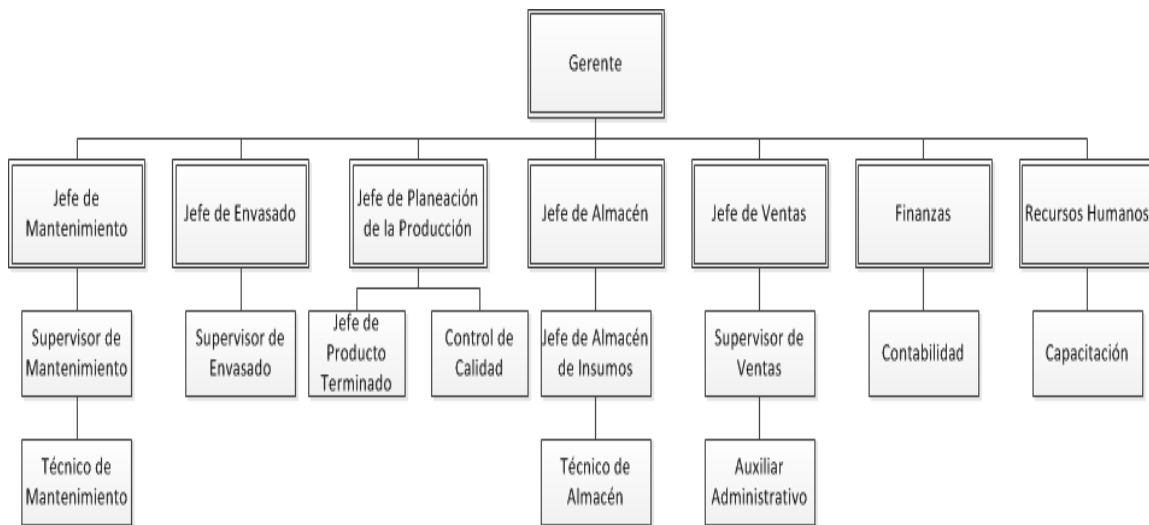 Gerente
Jefe de
Mantenimiento
Jefe de Envasado
Jefe de Planeación
de la Producción
Jefe de Almacén
Jefe de Ventas
Finanzas
Recursos Humanos
Supervisor de
Mantenimiento
Supervisor de
Envasado
Jefe de
Producto
Terminado
Control de
Calidad
Jefe de Almacén
de Insumos
Supervisor de
Ventas
Contabilidad
Capacitación
Técnico de
Mantenimiento
Técnico de
Almacén
Auxiliar
Administrativo